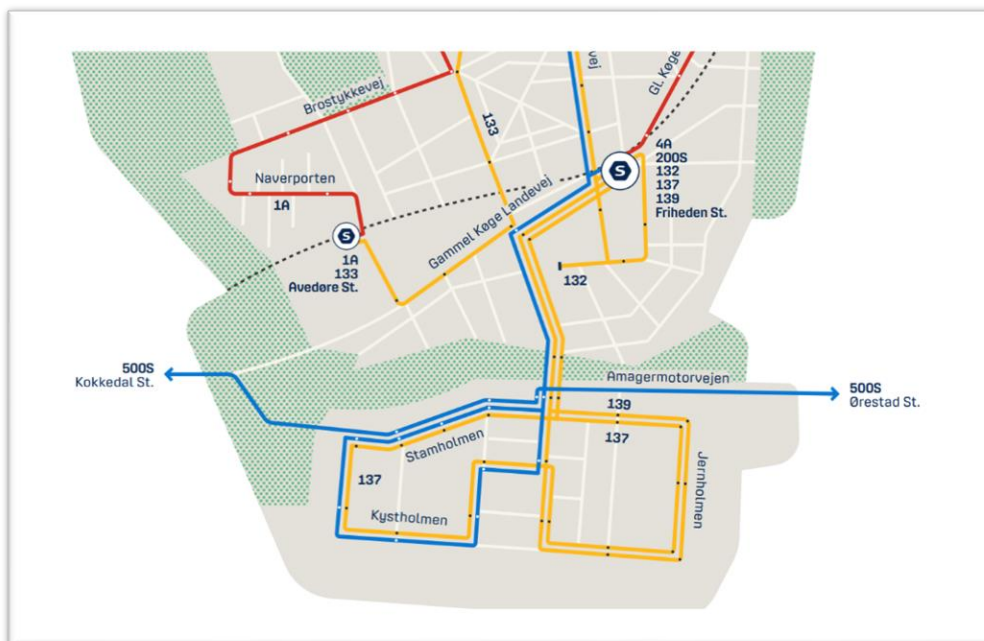 Brostykkevej
133
vej
Gl. Køge
S
4A
200S
132
137
139
Friheden St.
Naverporten
1A
S
1A
133
Avedøre St.
Gammel Køge Landevej
132
500S
Kokkedal St.
Amagermotorvejen
500S
Ørestad St.
139
137
Stamholmen
Jernholmen
137
Kystholmen